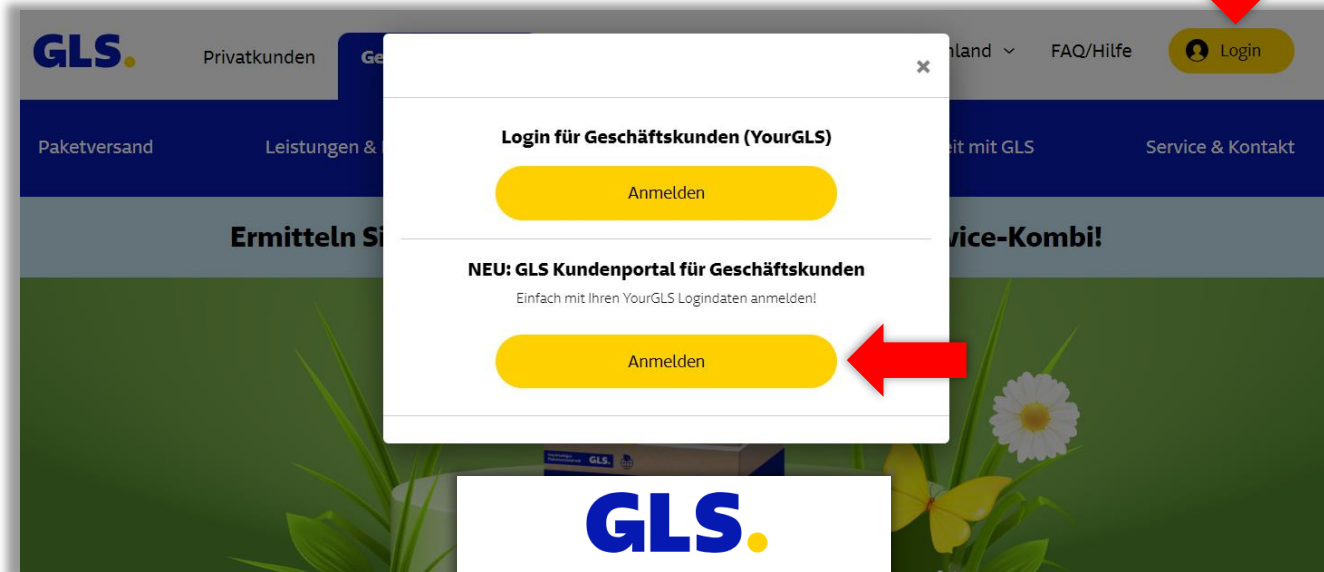 GLS.
Privatkunden
Ge
land
FAQ/Hilfe
Login
Paketversand
Leistungen &
eit mit GLS
Service & Kontakt
Login für Geschäftskunden (YourGLS)
Anmelden
Ermitteln Si
vice-Kombi!
NEU: GLS Kundenportal für Geschäftskunden
Einfach mit Ihren YourGLS Logindaten anmelden!
Anmelden
GLS.
GLS.